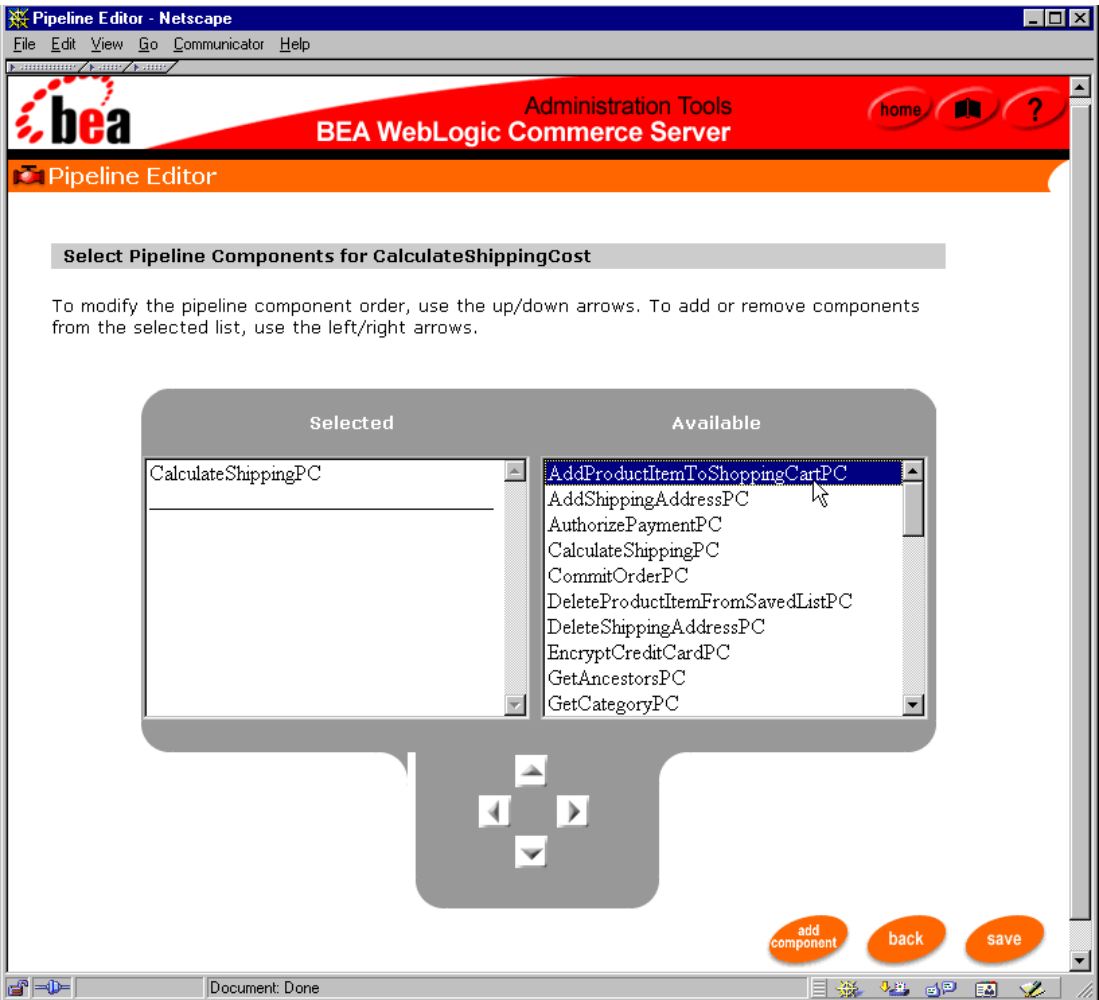 Pipeline Editor - Netscape
File Edit View Go Communicator Help
bea
Administration Tools
BEA WebLogic Commerce Server
home
?
Pipeline Editor
Select Pipeline Components for CalculateShippingCost
To modify the pipeline component order, use the up/down arrows. To add or remove components
from the selected list, use the left/right arrows.
Selected
Available
CalculateShippingPC
AddProductItemToShoppingCartPC
AddShippingAddressPC
AuthorizePaymentPC
CalculateShippingPC
CommitOrderPC
DeleteProductItemFromSavedListPC
DeleteShippingAddressPC
EncryptCreditCardPC
GetAncestorsPC
GetCategoryPC
add
component
back
save
Document: Done